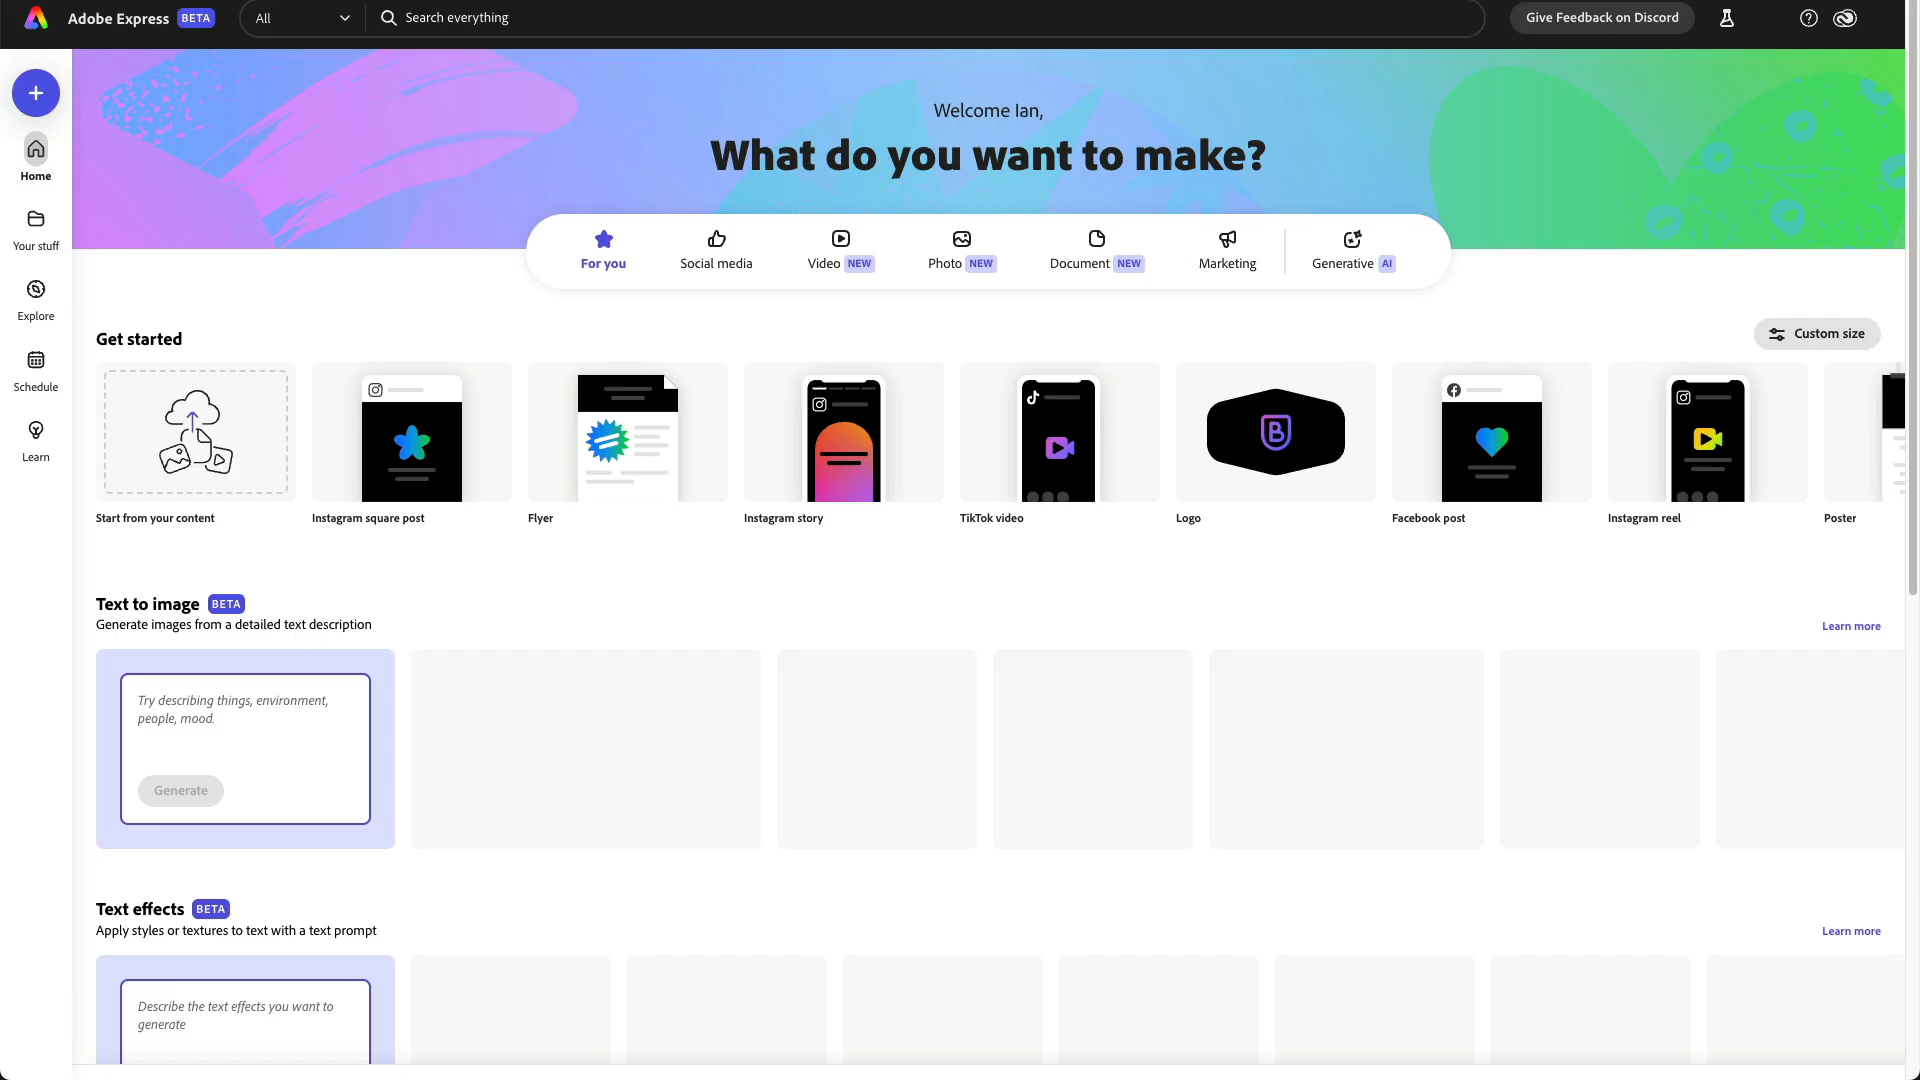 Adobe Express BETA
All
Search everything
Give Feedback on Discord
Home
Your stuff
Explore
Schedule
Learn
Welcome Ian,
What do you want to make?
For you
Social media
Video NEW
Photo NEW
Document NEW
Marketing
Generative AI
Get started
Custom size
Start from your content
Instagram square post
Flyer
Instagram story
TikTok video
B
Logo
Facebook post
Instagram reel
Poster
Text to image BETA
Generate images from a detailed text description
Learn more
Try describing things, environment,
people, mood.
Generate
Text effects BETA
Apply styles or textures to text with a text prompt
Learn more
Describe the text effects you want to
generate